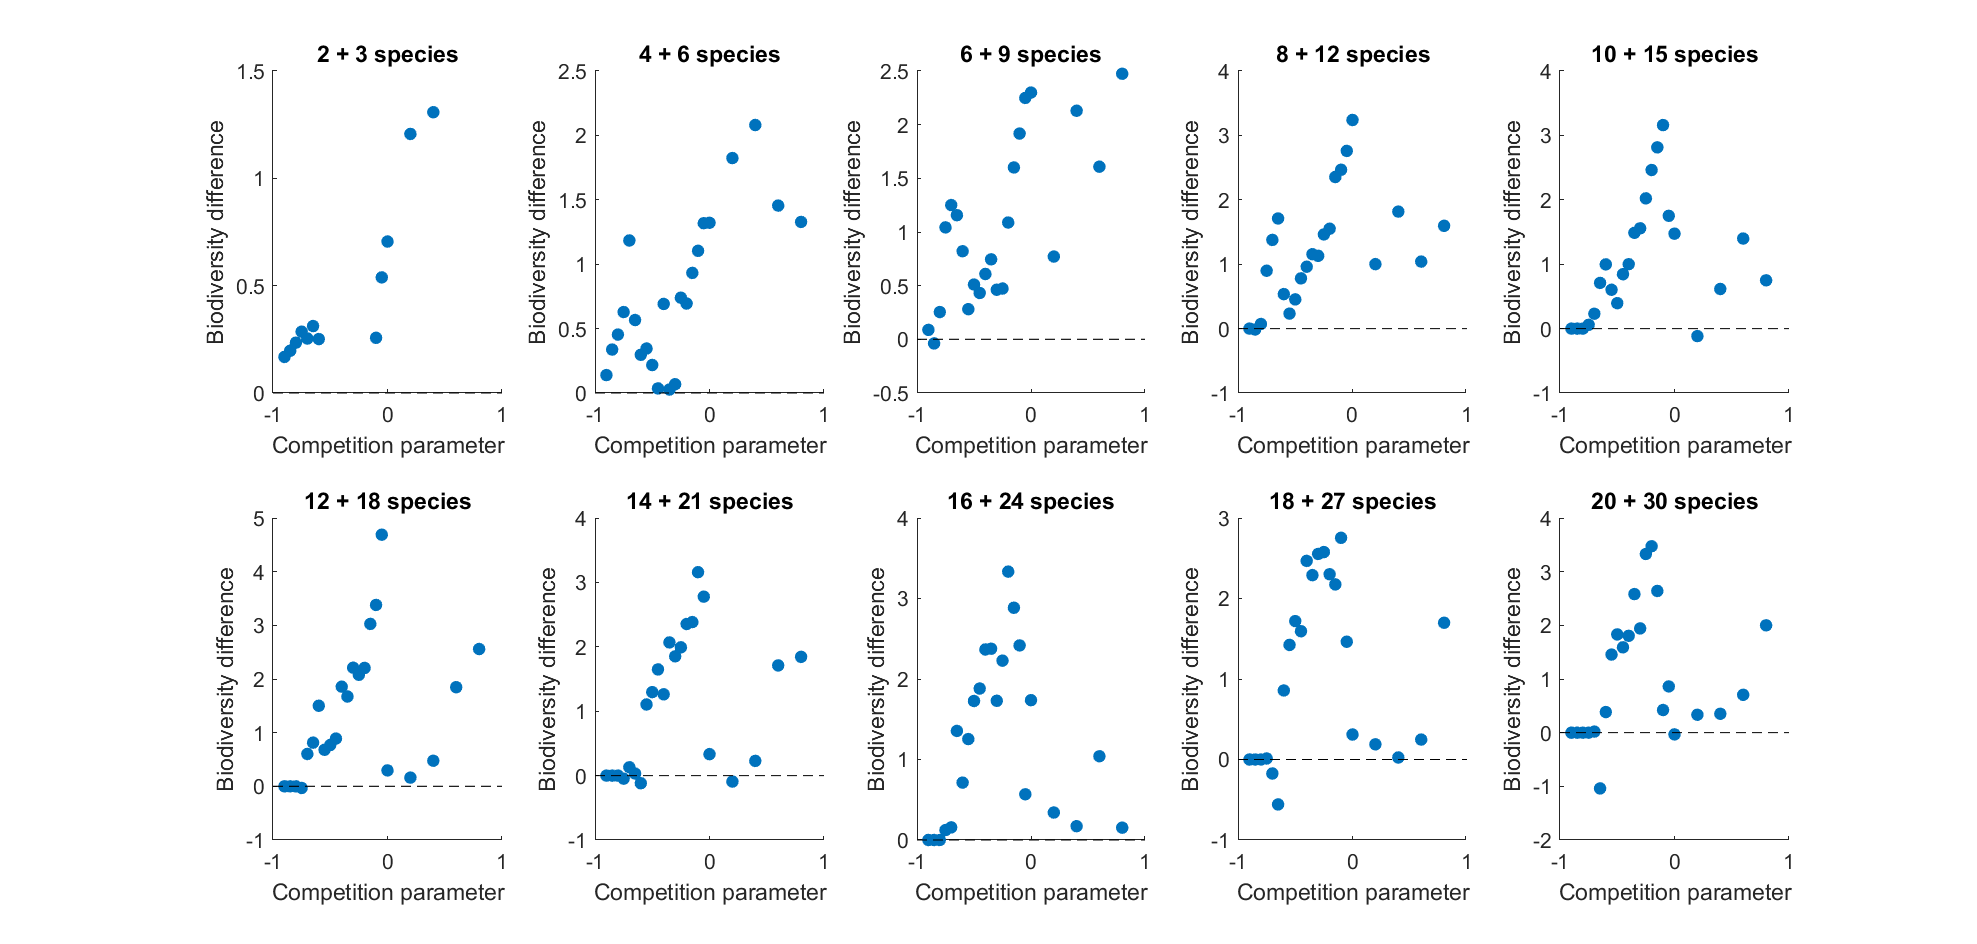 2 + 3 species
4 + 6 species
6 + 9 species
8 + 12 species
10 + 15 species
1.5
1
0.5
0
-1
0
1
Biodiversity difference
Competition parameter
2.5
2
1.5
1
0.5
0
-1
0
1
Biodiversity difference
Competition parameter
2.5
2
1.5
1
0.5
0
-0.5
-1
0
1
Biodiversity difference
Competition parameter
4
3
2
1
0
-1
-1
0
1
Biodiversity difference
Competition parameter
4
3
2
1
0
-1
-1
0
1
Biodiversity difference
Competition parameter
12 + 18 species
14 + 21 species
16 + 24 species
18 + 27 species
20 + 30 species
5
4
3
2
1
0
-1
-1
0
1
Biodiversity difference
Competition parameter
4
3
2
1
0
-1
-1
0
1
Biodiversity difference
Competition parameter
4
3
2
1
0
-1
0
1
Biodiversity difference
Competition parameter
3
2
1
0
-1
-1
0
1
Biodiversity difference
Competition parameter
4
3
2
1
0
-1
-2
-1
0
1
Biodiversity difference
Competition parameter